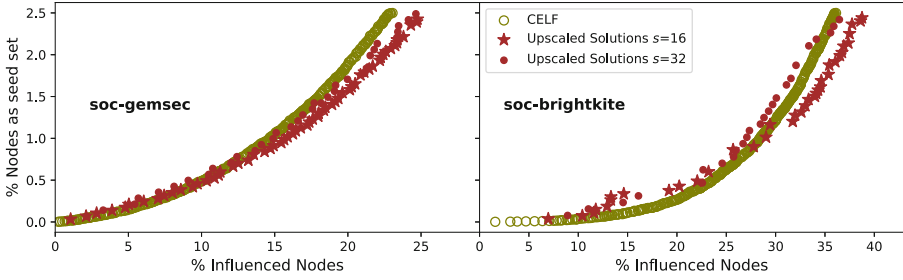 CELF
Upscaled Solutions s=16
Upscaled Solutions s=32
soc-gemsec
soc-brightkite
% Nodes as seed set
2.5
2.0
1.5
1.0
0.5
0.0
0 5 10 15 20 25
0 5 10 15 20 25 30 35 40
% Influenced Nodes
% Influenced Nodes